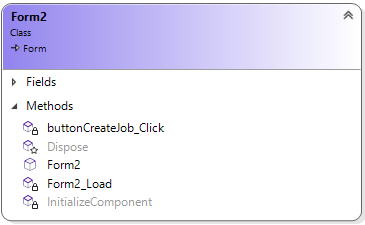 Form2
Class
Form
Fields
Methods
buttonCreateJob_Click
Dispose
Form2
Form2_Load
InitializeComponent